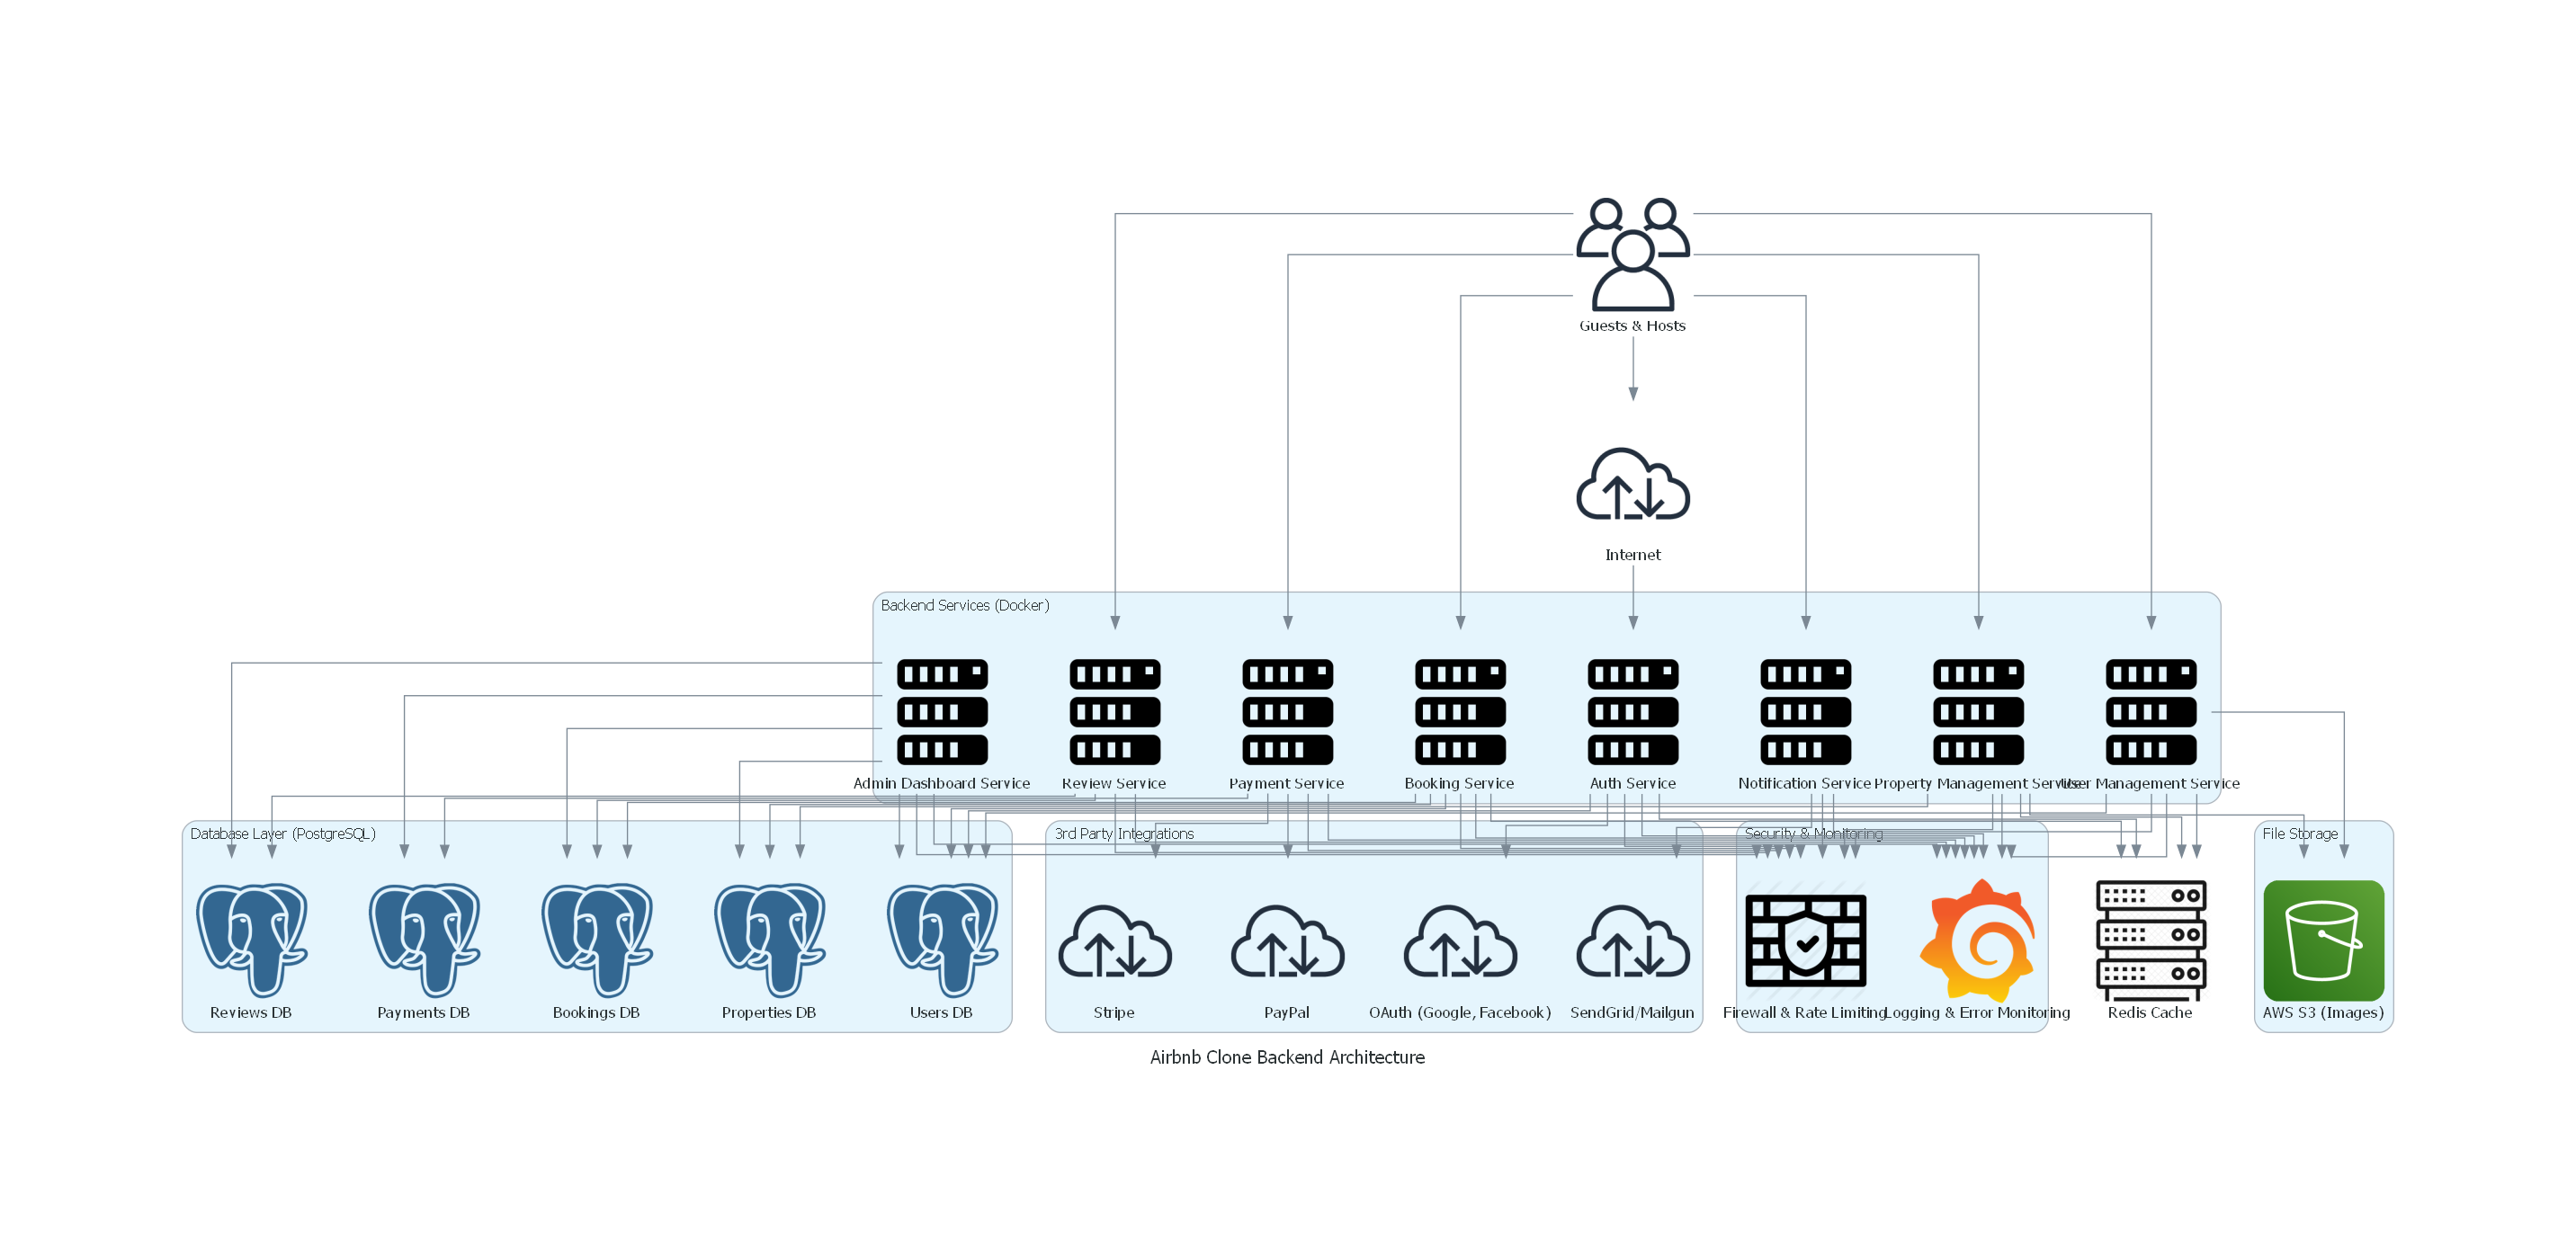 Guests & Hosts
Internet
Backend Services (Docker)
Admin Dashboard Service
Review Service
Payment Service
Booking Service
Auth Service
Notification Service
Property Management Service
User Management Service
Database Layer (PostgreSQL)
3rd Party Integrations
Security & Monitoring
File Storage
Reviews DB
Payments DB
Bookings DB
Properties DB
Users DB
Stripe
PayPal
OAuth (Google, Facebook)
SendGrid/Mailgun
Firewall & Rate Limiting
Logging & Error Monitoring
Redis Cache
AWS S3 (Images)
Airbnb Clone Backend Architecture